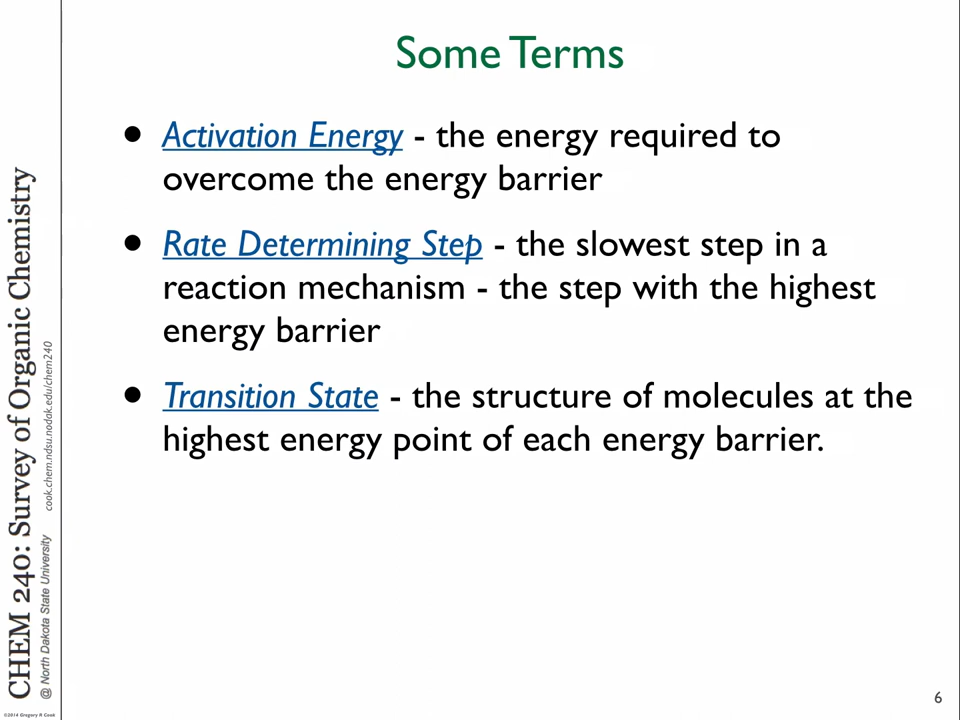 Some Terms
• Activation Energy - the energy required to
overcome the energy barrier
• Rate Determining Step - the slowest step in a
reaction mechanism - the step with the highest
energy barrier
• Transition State - the structure of molecules at the
highest energy point of each energy barrier.
CHEM 240: Survey of Organic Chemistry
@ North Dakota State University
cook.chem.ndsu.nodak.edu/chem240
©2014 Gregory R Cook
6